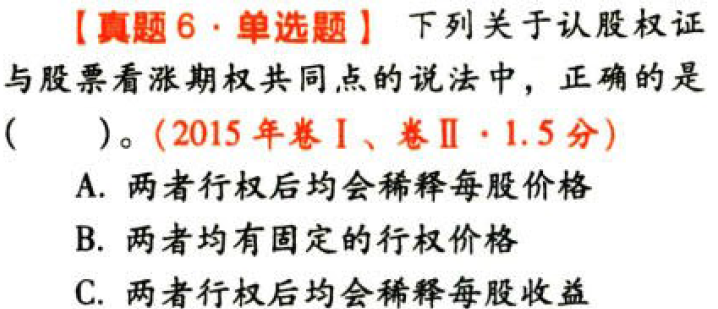 【真题6·单选题】 下列关于认股权证
与股票看涨期权共同点的说法中，正确的是
(　　)。(2015年卷Ⅰ、卷Ⅱ·1.5分)
A. 两者行权后均会稀释每股价格
B. 两者均有固定的行权价格
C. 两者行权后均会稀释每股收益